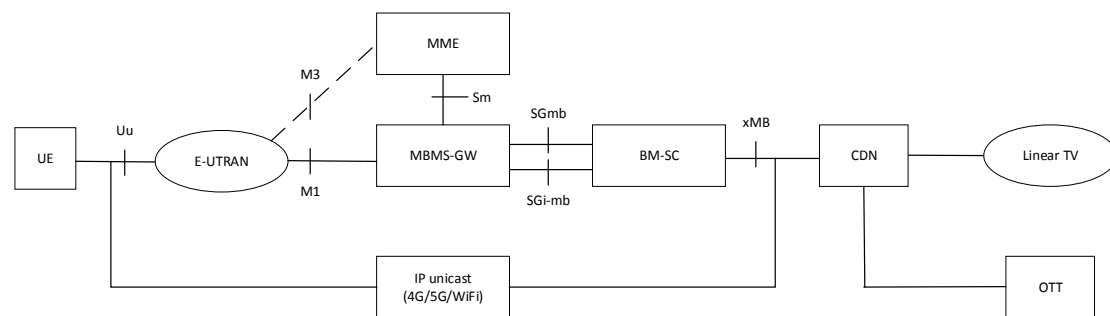 MME
M3
Sm
Uu
SGmb
xMB
UE
E-UTRAN
MBMS-GW
BM-SC
CDN
Linear TV
M1
SGi-mb
IP unicast
(4G/5G/WiFi)
OTT